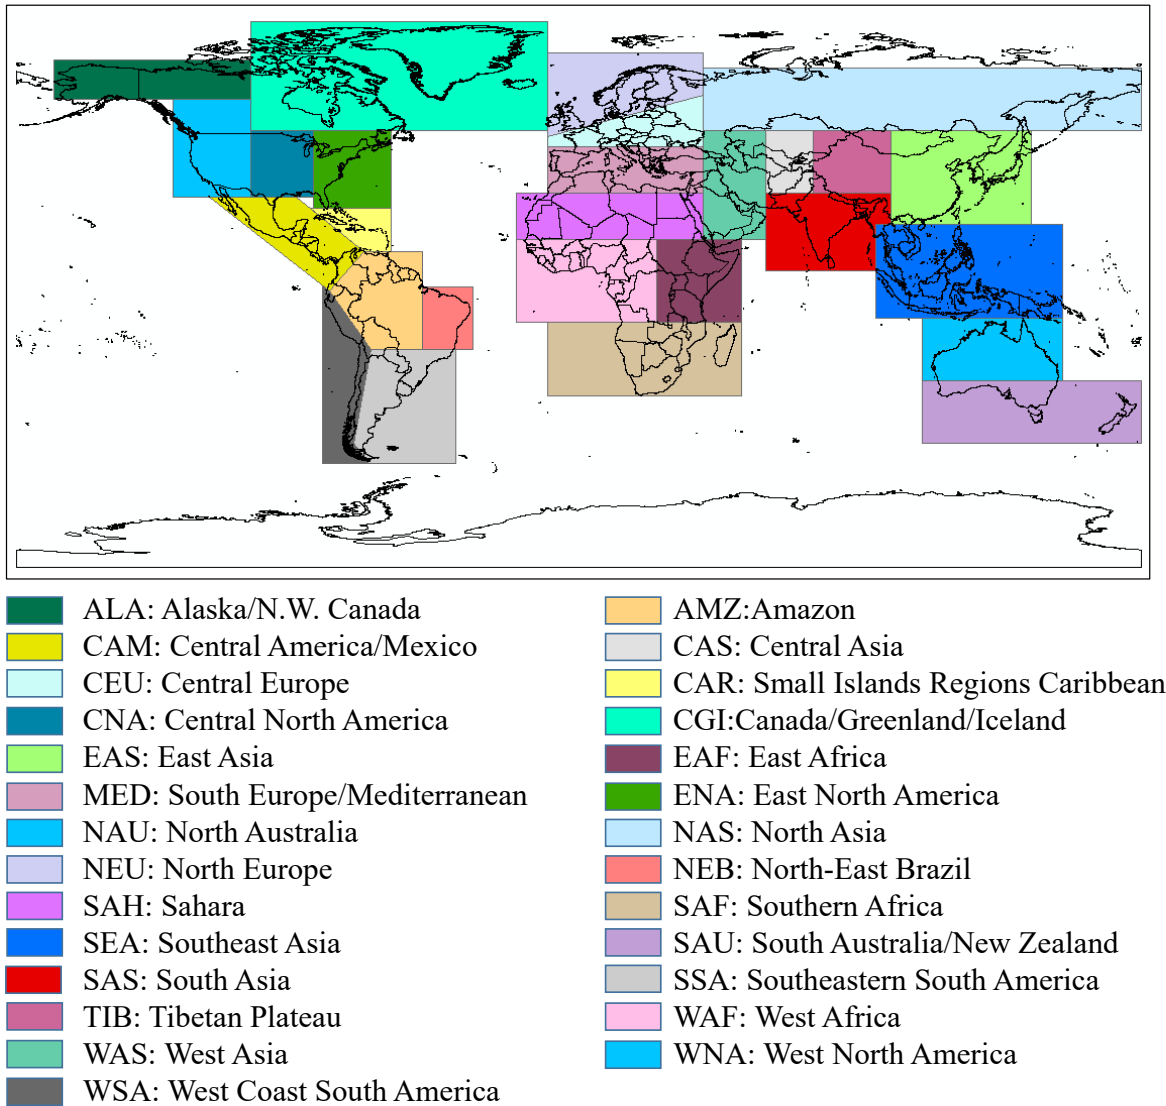 ALA: Alaska/N.W. Canada
AMZ:Amazon
CAM: Central America/Mexico
CAS: Central Asia
CEU: Central Europe
CAR: Small Islands Regions Caribbean
CNA: Central North America
CGI:Canada/Greenland/Iceland
EAS: East Asia
EAF: East Africa
MED: South Europe/Mediterranean
ENA: East North America
NAU: North Australia
NAS: North Asia
NEU: North Europe
NEB: North-East Brazil
SAH: Sahara
SAF: Southern Africa
SEA: Southeast Asia
SAU: South Australia/New Zealand
SAS: South Asia
SSA: Southeastern South America
TIB: Tibetan Plateau
WAF: West Africa
WAS: West Asia
WNA: West North America
WSA: West Coast South America